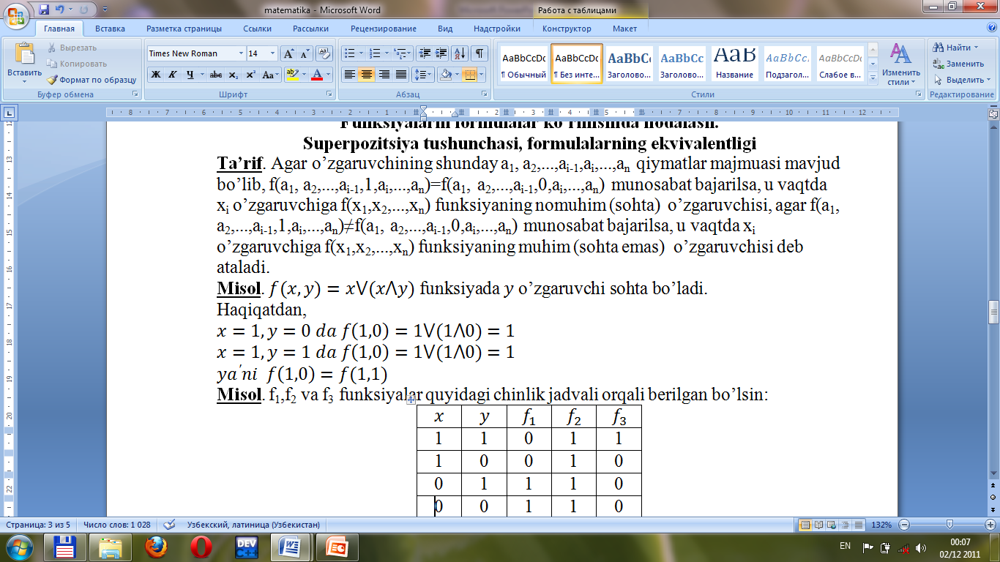 matematika - Microsoft Word
Работа с таблицами
Главная Вставка Разметка страницы Ссылки Рассылки Рецензирование Вид Надстройки Конструктор Макет
Вставить
Вырезать
Копировать
Формат по образцу
Буфер обмена
Times New Roman 14
Ж К Ч abc x₂ x² Aa
Шрифт
Абзац
AaBbCcDc AaBbCcDc AaBbCc AaBbCc AaB AaBbCc. AaBbCcDc
¶ Обычный ¶ Без инте... Заголово... Заголово... Название Подзагол... Слабое в...
Стили
Изменить стили
Найти
Заменить
Выделить
Редактирование
Superpozitsiya tushunchasi, formulalarning ekvivalentligi
Ta’rif. Agar o’zgaruvchining shunday a₁, a₂,...,aᵢ₋₁,aᵢ,...,aₙ qiymatlar majmuasi mavjud
bo’lib, f(a₁, a₂,...,aᵢ₋₁,1,aᵢ,...,aₙ)=f(a₁, a₂,...,aᵢ₋₁,0,aᵢ,...,aₙ) munosabat bajarilsa, u vaqtda
xᵢ o’zgaruvchiga f(x₁,x₂,...,xₙ) funksiyaning nomuhim (sohta) o’zgaruvchisi, agar f(a₁,
a₂,...,aᵢ₋₁,1,aᵢ,...,aₙ)≠f(a₁, a₂,...,aᵢ₋₁,0,aᵢ,...,aₙ) munosabat bajarilsa, u vaqtda xᵢ
o’zgaruvchiga f(x₁,x₂,...,xₙ) funksiyaning muhim (sohta emas) o’zgaruvchisi deb
ataladi.
Misol. f(x, y) = x⋁(x⋀y) funksiyada y o’zgaruvchi sohta bo’ladi.
Haqiqatdan,
x = 1, y = 0 da f(1,0) = 1⋁(1⋀0) = 1
x = 1, y = 1 da f(1,0) = 1⋁(1⋀0) = 1
ya′ni f(1,0) = f(1,1)
Misol. f₁,f₂ va f₃ funksiyalar quyidagi chinlik jadvali orqali berilgan bo’lsin:
x y f₁ f₂ f₃
1 1 0 1 1
1 0 0 1 0
0 1 1 1 0
0 0 1 1 0
Страница: 3 из 5 Число слов: 1 028 Узбекский, латиница (Узбекистан) 132%
DEV C++
EN
00:07
02/12 2011